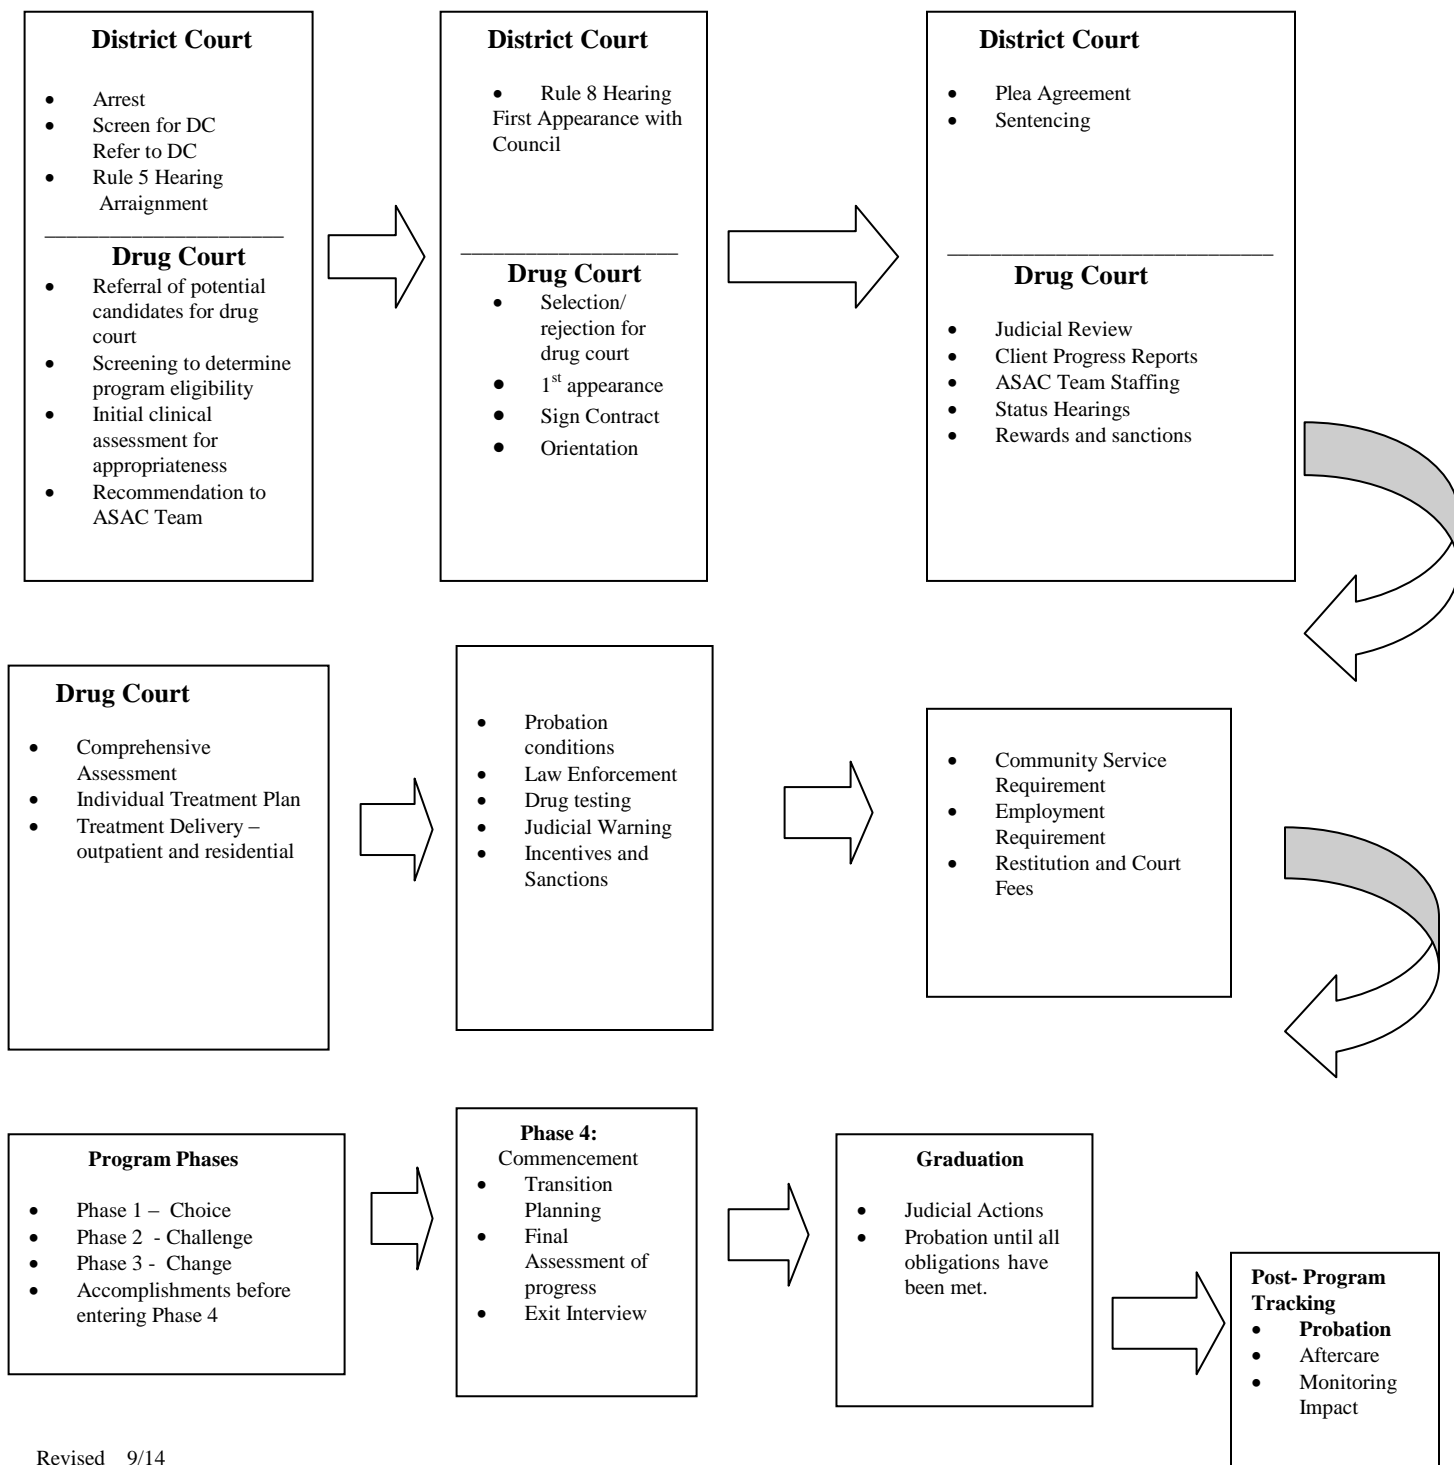 District Court
• Arrest
• Screen for DC
Refer to DC
• Rule 5 Hearing
Arraignment
Drug Court
• Referral of potential
candidates for drug
court
• Screening to determine
program eligibility
• Initial clinical
assessment for
appropriateness
• Recommendation to
ASAC Team
District Court
• Rule 8 Hearing
First Appearance with
Council
Drug Court
• Selection/
rejection for
drug court
• 1st appearance
• Sign Contract
• Orientation
District Court
• Plea Agreement
• Sentencing
Drug Court
• Judicial Review
• Client Progress Reports
• ASAC Team Staffing
• Status Hearings
• Rewards and sanctions
Drug Court
• Comprehensive
Assessment
• Individual Treatment Plan
• Treatment Delivery –
outpatient and residential
• Probation
conditions
• Law Enforcement
• Drug testing
• Judicial Warning
• Incentives and
Sanctions
• Community Service
Requirement
• Employment
Requirement
• Restitution and Court
Fees
Program Phases
• Phase 1 – Choice
• Phase 2 - Challenge
• Phase 3 - Change
• Accomplishments before
entering Phase 4
Phase 4:
Commencement
• Transition
Planning
• Final
Assessment of
progress
• Exit Interview
Graduation
• Judicial Actions
• Probation until all
obligations have
been met.
Post- Program
Tracking
• Probation
• Aftercare
• Monitoring
Impact
Revised 9/14